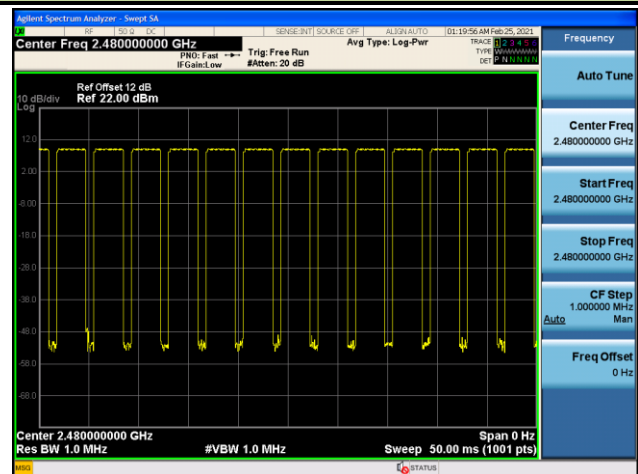 Agilent Spectrum Analyzer - Swept SA
RF 50 Ω DC SENSE:INT SOURCE OFF ALIGN AUTO 01:19:56 AM Feb 25, 2021
Center Freq 2.480000000 GHz
PNO: Fast
IFGain:Low
Trig: Free Run
#Atten: 20 dB
Avg Type: Log-Pwr
TRACE 1 2 3 4 5 6
TYPE
DET P N N N N N
Ref Offset 12 dB
10 dB/div Ref 22.00 dBm
Log
12.0
2.00
-8.00
-18.0
-28.0
-38.0
-48.0
-58.0
-68.0
Center 2.480000000 GHz Span 0 Hz
Res BW 1.0 MHz #VBW 1.0 MHz Sweep 50.00 ms (1001 pts)
MSG STATUS
Frequency
Auto Tune
Center Freq
2.480000000 GHz
Start Freq
2.480000000 GHz
Stop Freq
2.480000000 GHz
CF Step
1.000000 MHz
Auto Man
Freq Offset
0 Hz